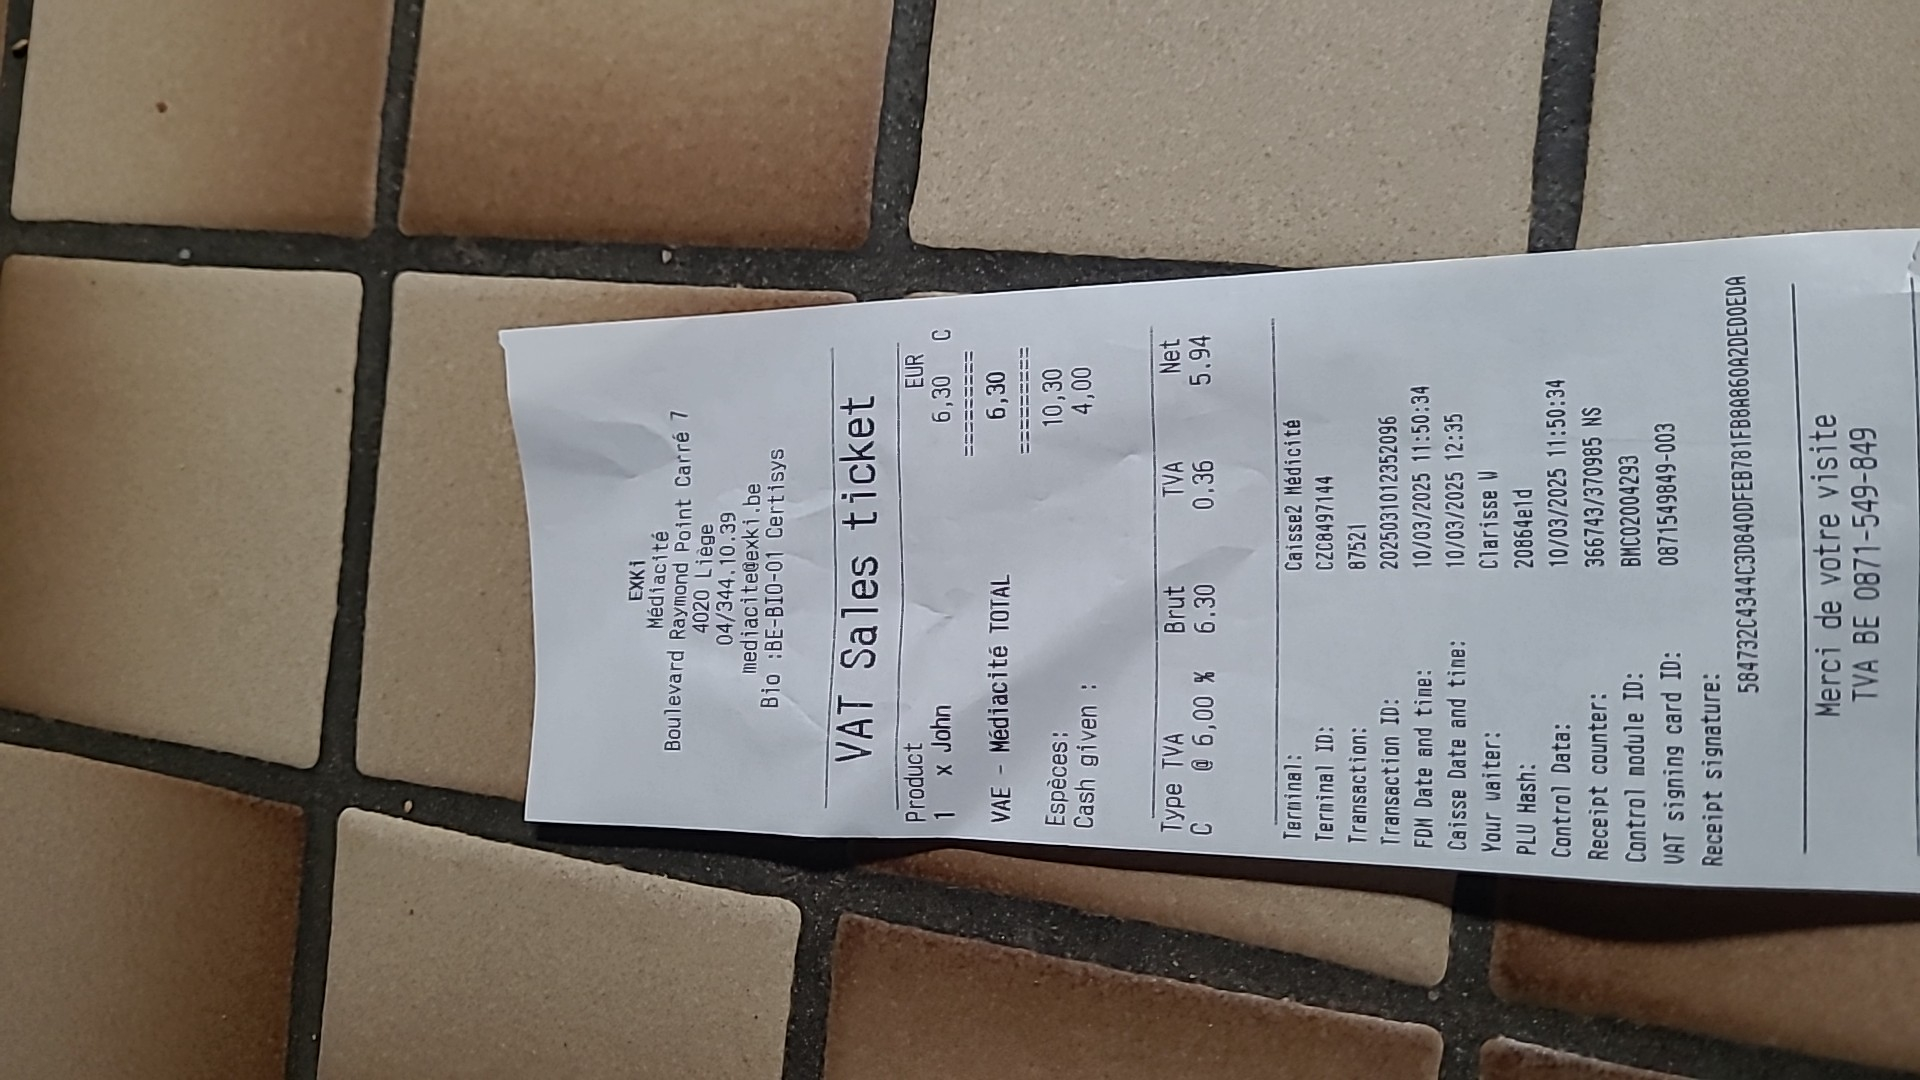 EXKi
Médiacité
Boulevard Raymond Point Carré 7
4020 Liège
04/344.10.39
mediacite@exki.be
Bio :BE-BIO-01 Certisys
VAT Sales ticket
Product EUR
1 x John 6,30 C
=========
VAE - Médiacité TOTAL 6,30
=========
Espèces: 10,30
Cash given : 4,00
Type TVA Brut TVA Net
C @ 6,00 % 6.30 0.36 5.94
Terminal: Caisse2 Médicité
Terminal ID: CZC8497144
Transaction: 87521
Transaction ID: 2025031012352096
FDM Date and time: 10/03/2025 11:50:34
Caisse Date and time: 10/03/2025 12:35
Your waiter: Clarisse W
PLU Hash: 20864e1d
Control Data: 10/03/2025 11:50:34
Receipt counter: 366743/370985 NS
Control module ID: BMC02004293
VAT signing card ID: 0871549849-003
Receipt signature:
584732C4344C3D840DFEB781FB8A860A2DED0EDA
Merci de votre visite
TVA BE 0871-549-849